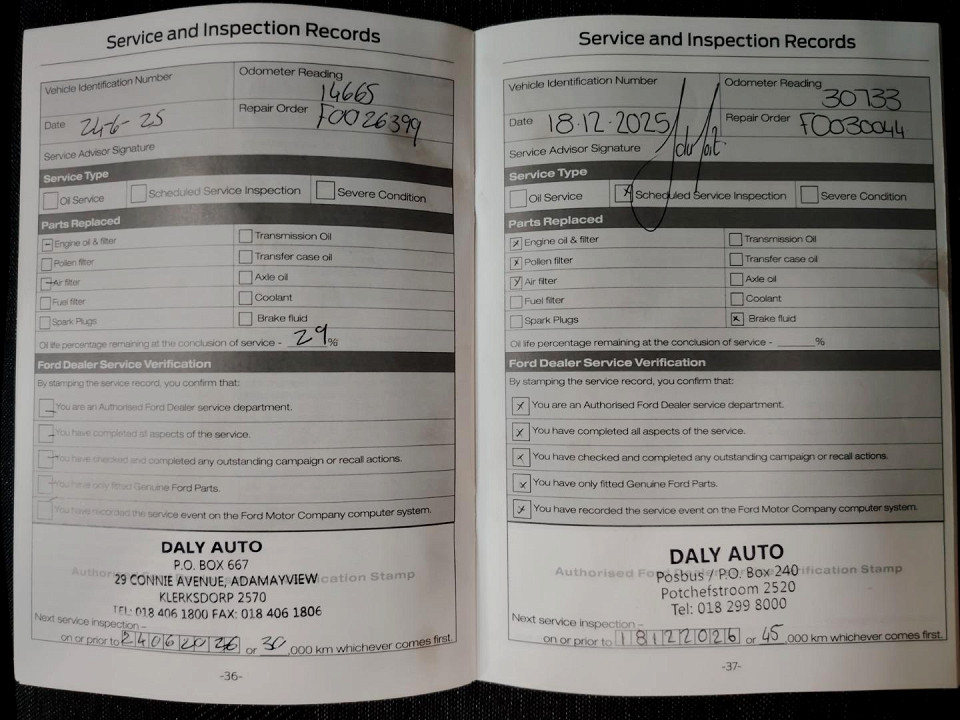 Service and Inspection Records
Vehicle Identification Number
Odometer Reading
14665
Date 24-6-25
Repair Order F0026399
Service Advisor Signature
Service Type
Oil Service Scheduled Service Inspection Severe Condition
Parts Replaced
Engine oil & filter Transmission Oil
Pollen filter Transfer case oil
Air filter Axle oil
Fuel filter Coolant
Spark Plugs Brake fluid
Oil life percentage remaining at the conclusion of service - 29%
Ford Dealer Service Verification
By stamping the service record, you confirm that:
You are an Authorised Ford Dealer service department.
You have completed all aspects of the service.
You have checked and completed any outstanding campaign or recall actions.
You have only fitted Genuine Ford Parts.
You have recorded the service event on the Ford Motor Company computer system.
DALY AUTO
P.O. BOX 667
29 CONNIE AVENUE, ADAMAYVIEW
KLERKSDORP 2570
TEL: 018 406 1800 FAX: 018 406 1806
Next service inspection –
on or prior to 24062026 or 30,000 km whichever comes first.
-36-
Service and Inspection Records
Vehicle Identification Number
Odometer Reading
30733
Date 18.12.2025
Repair Order F0030044
Service Advisor Signature
Service Type
Oil Service x Scheduled Service Inspection Severe Condition
Parts Replaced
x Engine oil & filter Transmission Oil
x Pollen filter Transfer case oil
x Air filter Axle oil
Fuel filter Coolant
Spark Plugs x Brake fluid
Oil life percentage remaining at the conclusion of service - ______%
Ford Dealer Service Verification
By stamping the service record, you confirm that:
x You are an Authorised Ford Dealer service department.
x You have completed all aspects of the service.
x You have checked and completed any outstanding campaign or recall actions.
x You have only fitted Genuine Ford Parts.
x You have recorded the service event on the Ford Motor Company computer system.
DALY AUTO
Posbus / P.O. Box 240
Potchefstroom 2520
Tel: 018 299 8000
Next service inspection –
on or prior to 18122026 or 45,000 km whichever comes first.
-37-